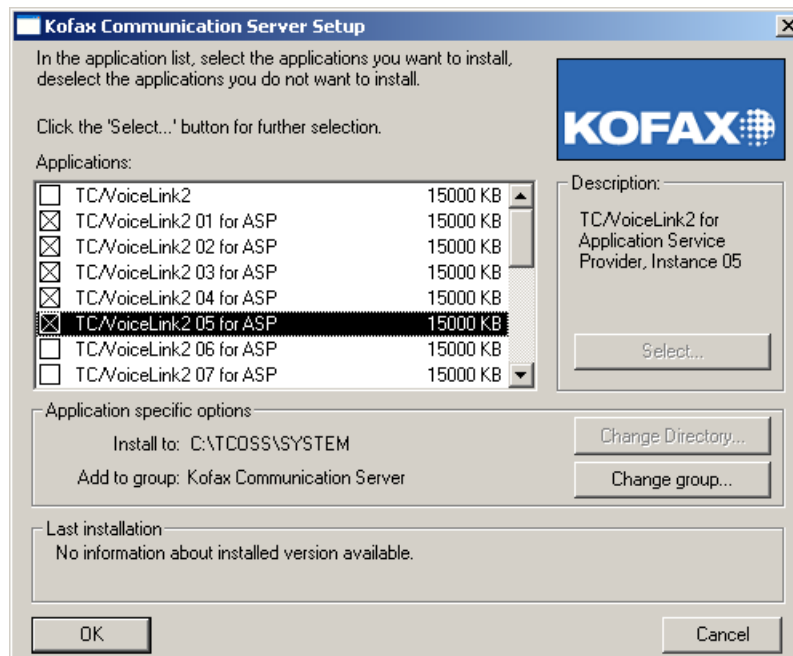 Kofax Communication Server Setup
In the application list, select the applications you want to install,
deselect the applications you do not want to install.
Click the 'Select...' button for further selection.
KOFAX
Applications:
TC/VoiceLink2 15000 KB
TC/VoiceLink2 01 for ASP 15000 KB
TC/VoiceLink2 02 for ASP 15000 KB
TC/VoiceLink2 03 for ASP 15000 KB
TC/VoiceLink2 04 for ASP 15000 KB
TC/VoiceLink2 05 for ASP 15000 KB
TC/VoiceLink2 06 for ASP 15000 KB
TC/VoiceLink2 07 for ASP 15000 KB
Description:
TC/VoiceLink2 for
Application Service
Provider, Instance 05
Select...
Application specific options
Install to: C:\TCOSS\SYSTEM
Change Directory...
Add to group: Kofax Communication Server
Change group...
Last installation
No information about installed version available.
OK
Cancel